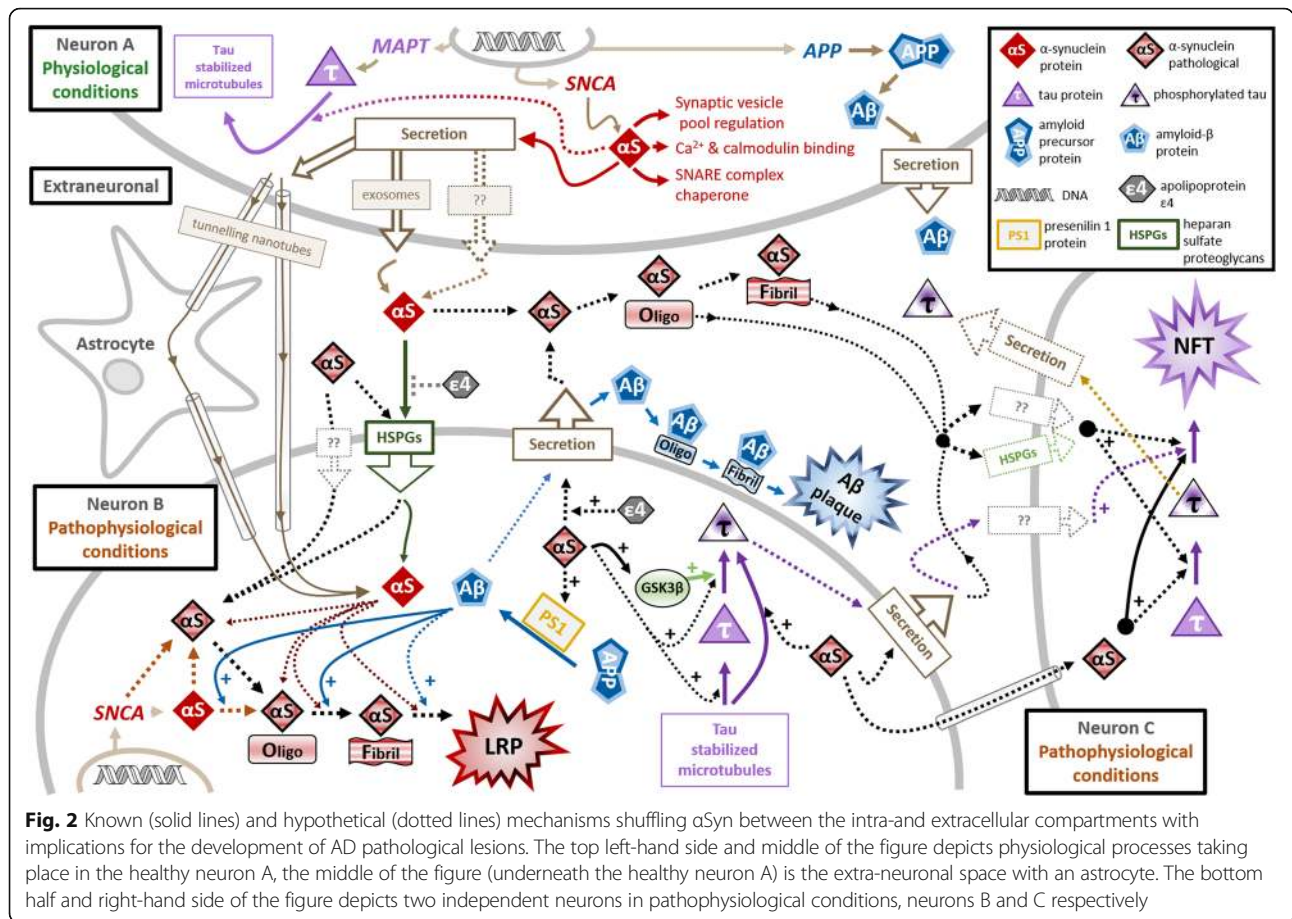 Neuron A
Physiological
conditions
Tau
stabilized
microtubules
MAPT
τ
SNCA
APP
APP
Aβ
Secretion
αS
Synaptic vesicle
pool regulation
Ca²⁺ & calmodulin binding
SNARE complex
chaperone
Secretion
Aβ
αS
α-synuclein
protein
αS
α-synuclein
pathological
τ
tau protein
τ
phosphorylated tau
APP
amyloid
precursor
protein
Aβ
amyloid-β
protein
DNA
ε4
apolipoprotein
ε4
PS1
presenilin 1
protein
HSPGs
heparan
sulfate
proteoglycans
Extraneuronal
exosomes
??
tunnelling nanotubes
Astrocyte
αS
αS
αS
Oligo
αS
Fibril
τ
Secretion
NFT
αS
ε4
??
HSPGs
Secretion
Aβ
Aβ
Oligo
Aβ
Fibril
Aβ
plaque
??
HSPGs
??
+
+
τ
Neuron B
Pathophysiological
conditions
αS
αS
Aβ
+
ε4
αS
+
+
GSK3β
+
PS1
APP
τ
τ
+
+
+
αS
Secretion
+
+
τ
αS
SNCA
αS
+
αS
Oligo
+
αS
Fibril
+
LRP
Tau
stabilized
microtubules
Neuron C
Pathophysiological
conditions
Fig. 2 Known (solid lines) and hypothetical (dotted lines) mechanisms shuffling αSyn between the intra-and extracellular compartments with
implications for the development of AD pathological lesions. The top left-hand side and middle of the figure depicts physiological processes taking
place in the healthy neuron A, the middle of the figure (underneath the healthy neuron A) is the extra-neuronal space with an astrocyte. The bottom
half and right-hand side of the figure depicts two independent neurons in pathophysiological conditions, neurons B and C respectively